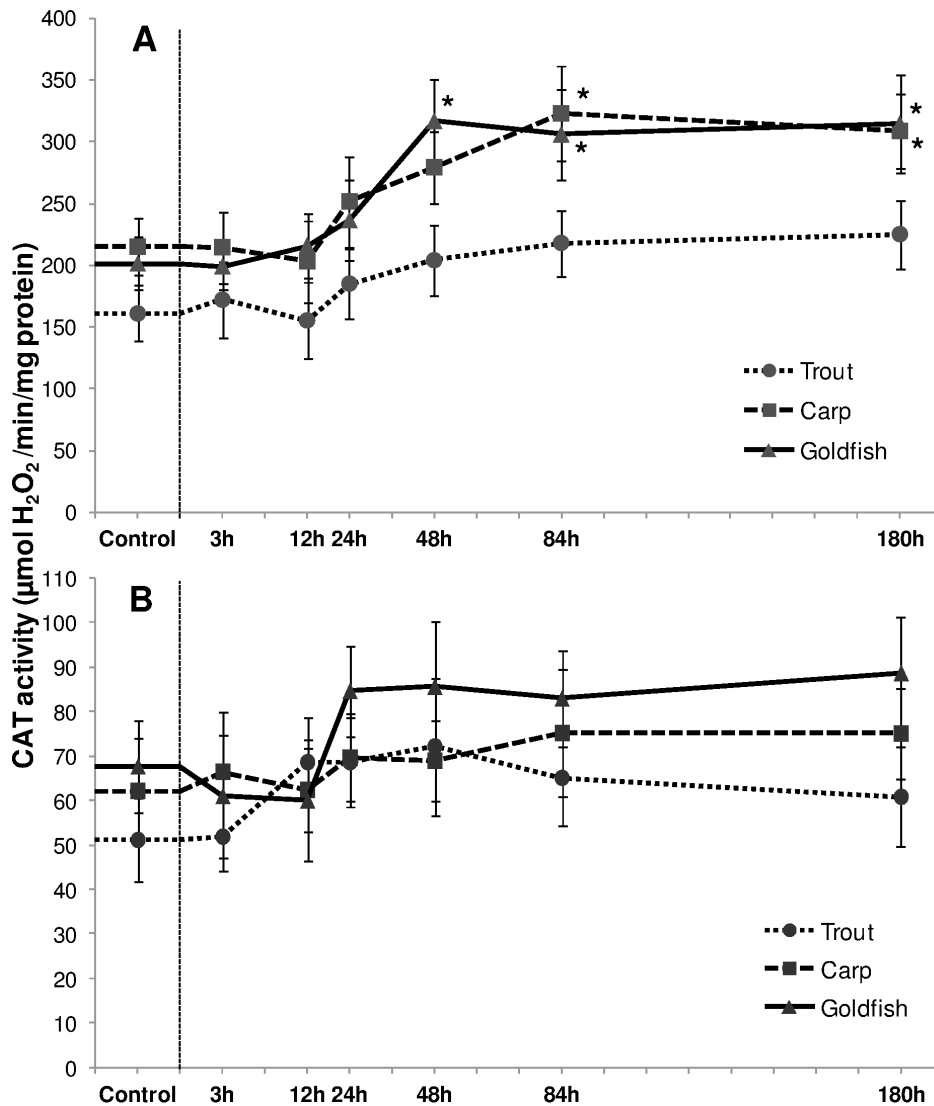 CAT activity (µmol H₂O₂ /min/mg protein)
A
400
350
300
250
200
150
100
50
0
*
*
*
*
*
Trout
Carp
Goldfish
Control 3h 12h 24h 48h 84h 180h
B
110
100
90
80
70
60
50
40
30
20
10
0
Trout
Carp
Goldfish
Control 3h 12h 24h 48h 84h 180h